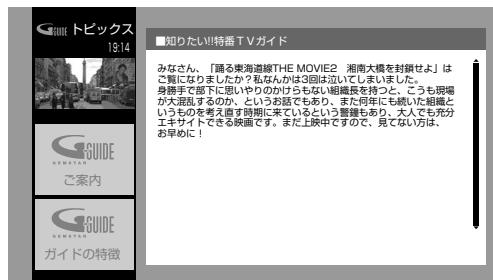 GGUIDE トピックス
19:14
■知りたい!!特番TVガイド
みなさん、「踊る東海道線THE MOVIE2　湘南大橋を封鎖せよ」は
ご覧になりましたか？私なんかは3回は泣いてしまいました。
身勝手で部下に思いやりのかけらもない組織長を持つと、こうも現場
が大混乱するのか、というお話でもあり、また何年にも続いた組織と
いうものを考え直す時期に来ているという警鐘もあり、大人でも充分
エキサイトできる映画です。まだ上映中ですので、見てない方は、
お早めに！
GGUIDE
GEMSTAR
ご案内
GGUIDE
GEMSTAR
ガイドの特徴